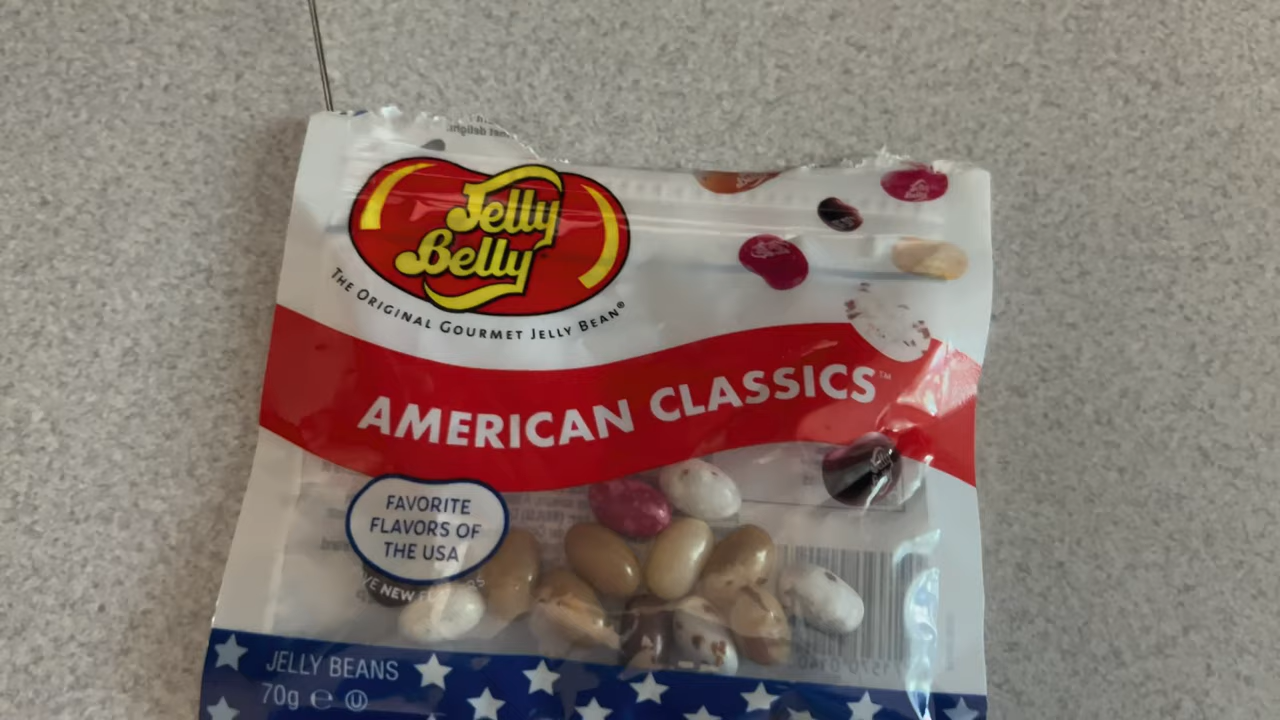 Jelly
Belly®
THE ORIGINAL GOURMET JELLY BEAN®
AMERICAN CLASSICS™
FAVORITE
FLAVORS OF
THE USA
JELLY BEANS
70g ℮ Ⓤ